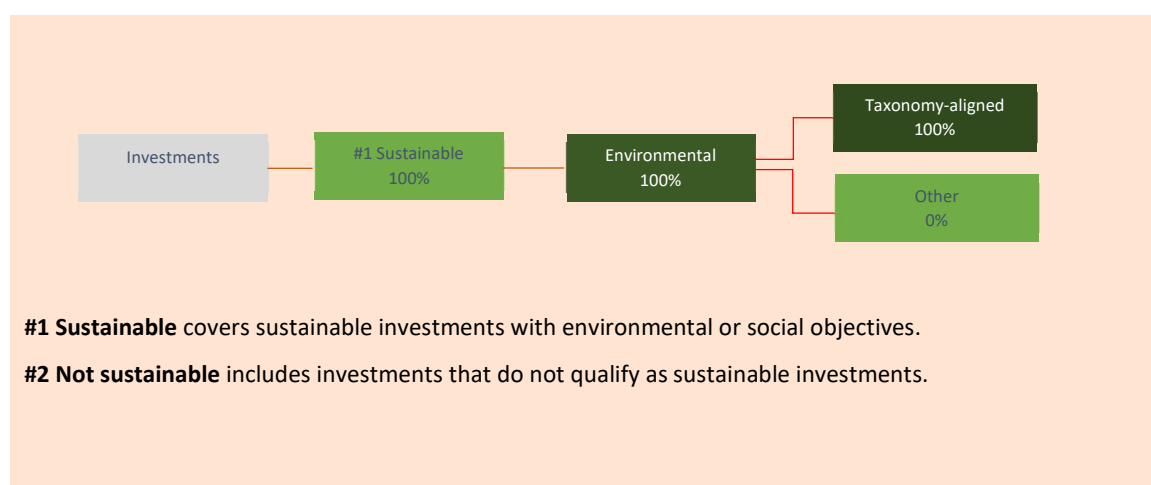 Taxonomy-aligned
100%
Investments
#1 Sustainable
100%
Environmental
100%
Other
0%
#1 Sustainable covers sustainable investments with environmental or social objectives.
#2 Not sustainable includes investments that do not qualify as sustainable investments.